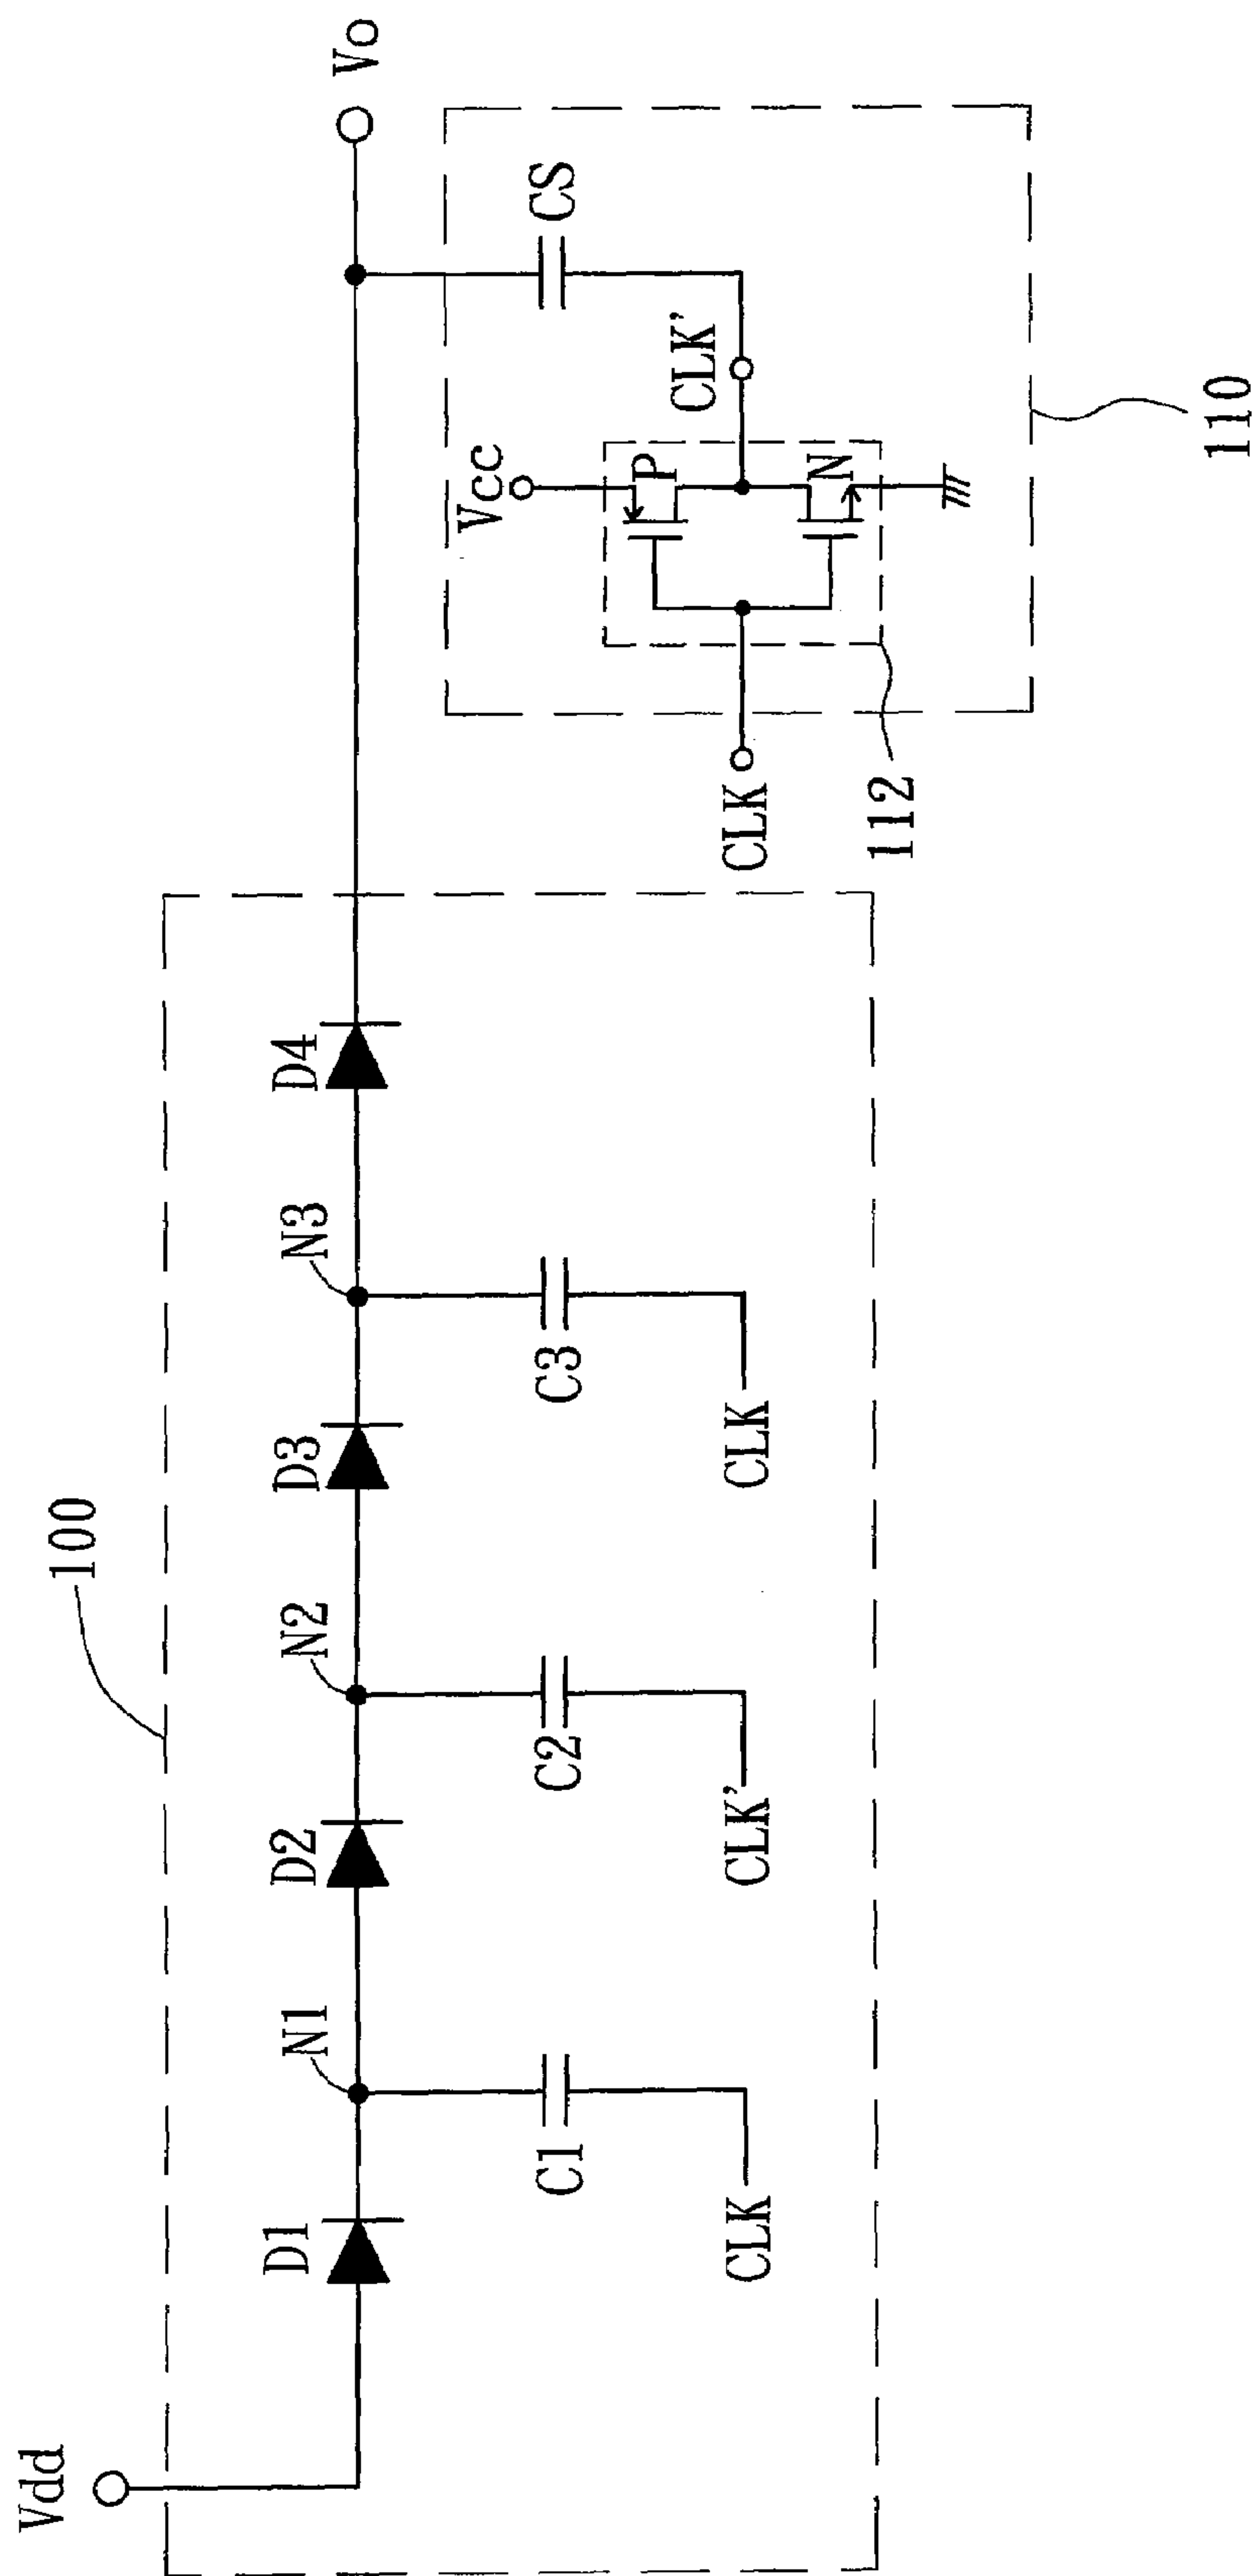 100
Vdd
D1
N1
D2
N2
D3
N3
D4
Vo
C1
CLK
C2
CLK'
C3
CLK
CS
Vcc
P
N
CLK'
CLK
112
110